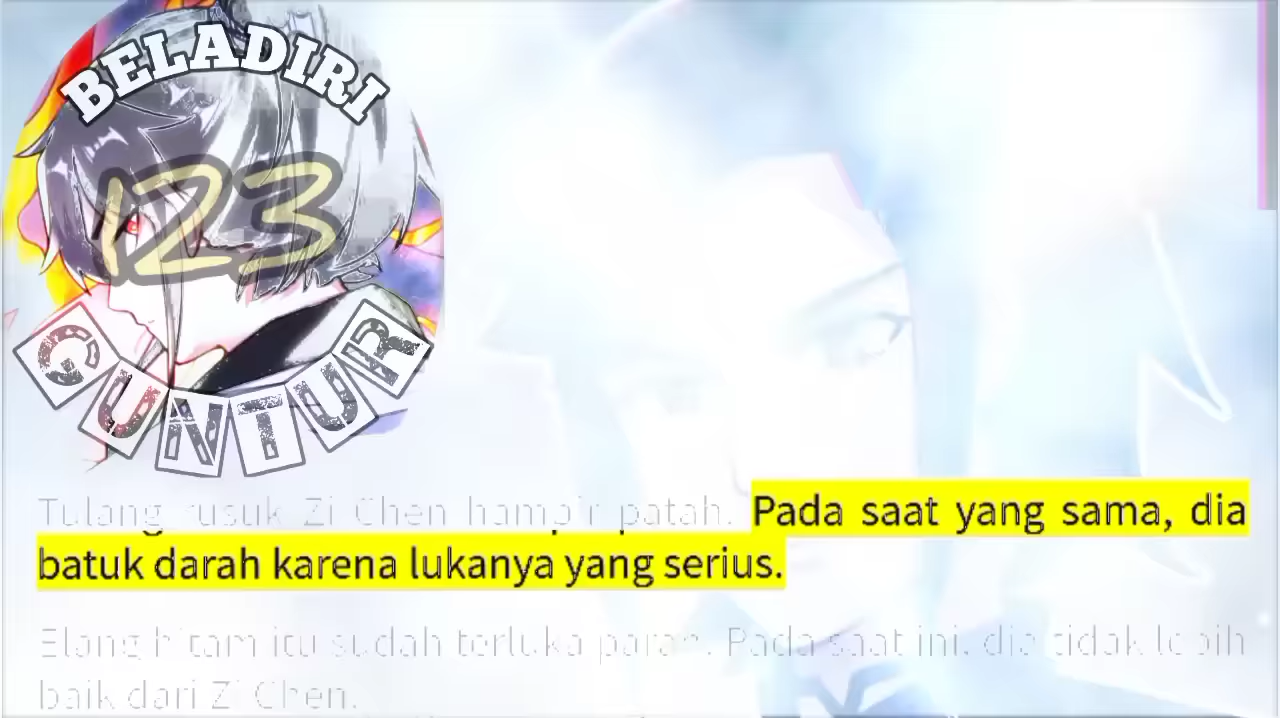 BELADIRI
123
GUNTUR
Tulang rusuk Zi Chen hampir patah. Pada saat yang sama, dia
batuk darah karena lukanya yang serius.
Elang hitam itu sudah terluka parah. Pada saat ini, dia tidak lebih
baik dari Zi Chen.